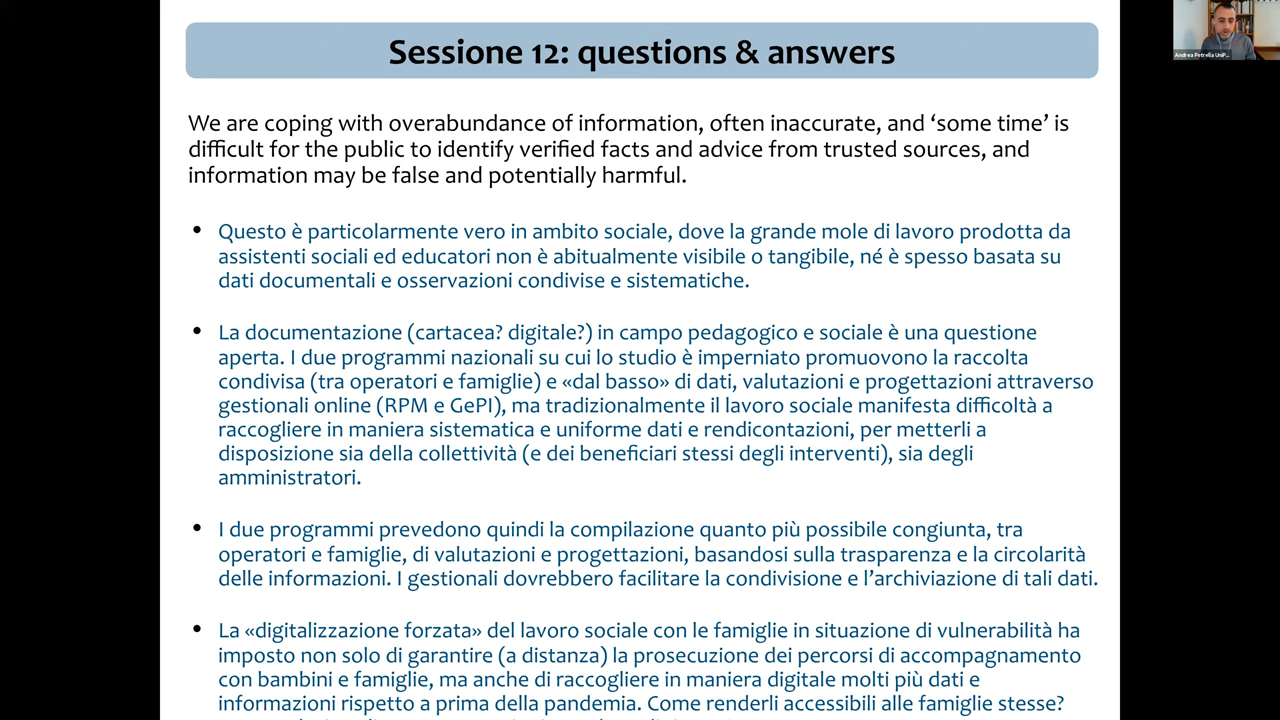 Sessione 12: questions & answers
Andrea Petrella UniP...
We are coping with overabundance of information, often inaccurate, and ‘some time’ is
difficult for the public to identify verified facts and advice from trusted sources, and
information may be false and potentially harmful.
• Questo è particolarmente vero in ambito sociale, dove la grande mole di lavoro prodotta da
assistenti sociali ed educatori non è abitualmente visibile o tangibile, né è spesso basata su
dati documentali e osservazioni condivise e sistematiche.
• La documentazione (cartacea? digitale?) in campo pedagogico e sociale è una questione
aperta. I due programmi nazionali su cui lo studio è imperniato promuovono la raccolta
condivisa (tra operatori e famiglie) e «dal basso» di dati, valutazioni e progettazioni attraverso
gestionali online (RPM e GePI), ma tradizionalmente il lavoro sociale manifesta difficoltà a
raccogliere in maniera sistematica e uniforme dati e rendicontazioni, per metterli a
disposizione sia della collettività (e dei beneficiari stessi degli interventi), sia degli
amministratori.
• I due programmi prevedono quindi la compilazione quanto più possibile congiunta, tra
operatori e famiglie, di valutazioni e progettazioni, basandosi sulla trasparenza e la circolarità
delle informazioni. I gestionali dovrebbero facilitare la condivisione e l’archiviazione di tali dati.
• La «digitalizzazione forzata» del lavoro sociale con le famiglie in situazione di vulnerabilità ha
imposto non solo di garantire (a distanza) la prosecuzione dei percorsi di accompagnamento
con bambini e famiglie, ma anche di raccogliere in maniera digitale molti più dati e
informazioni rispetto a prima della pandemia. Come renderli accessibili alle famiglie stesse?